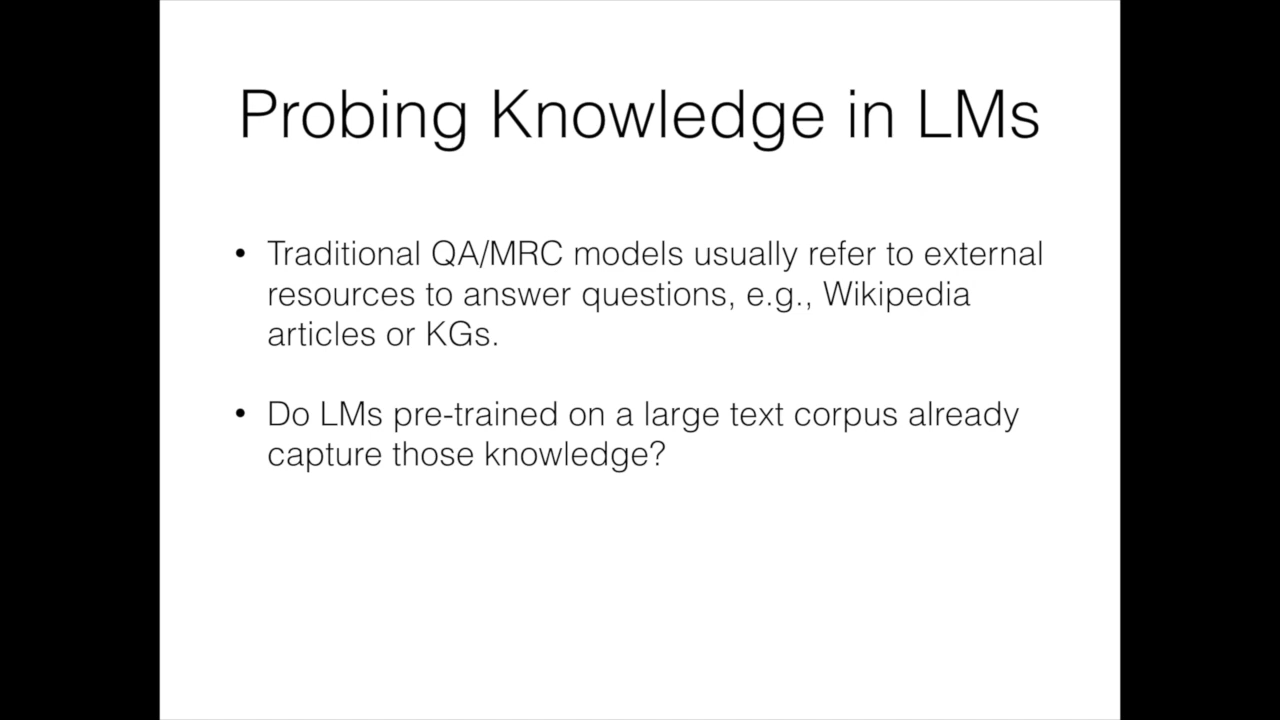 Probing Knowledge in LMs
• Traditional QA/MRC models usually refer to external
resources to answer questions, e.g., Wikipedia
articles or KGs.
• Do LMs pre-trained on a large text corpus already
capture those knowledge?